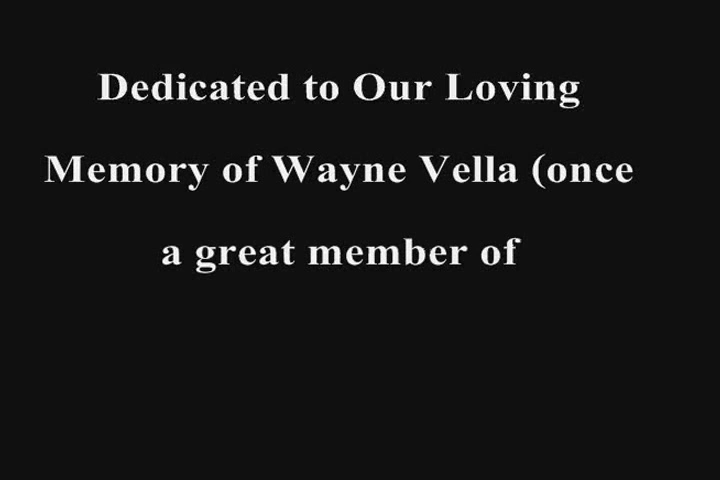 Dedicated to Our Loving
Memory of Wayne Vella (once
a great member of